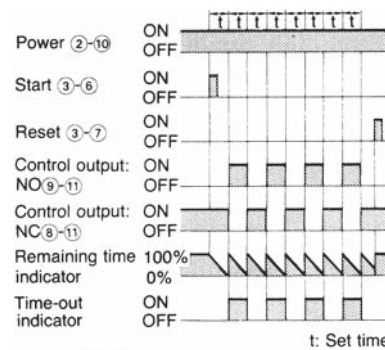 t t t t t t t t
Power ②-⑩ ON
OFF
Start ③-⑥ ON
OFF
Reset ③-⑦ ON
OFF
Control output: ON
NO⑨-⑪ OFF
Control output: ON
NC⑧-⑪ OFF
Remaining time 100%
indicator 0%
Time-out ON
indicator OFF
t: Set time